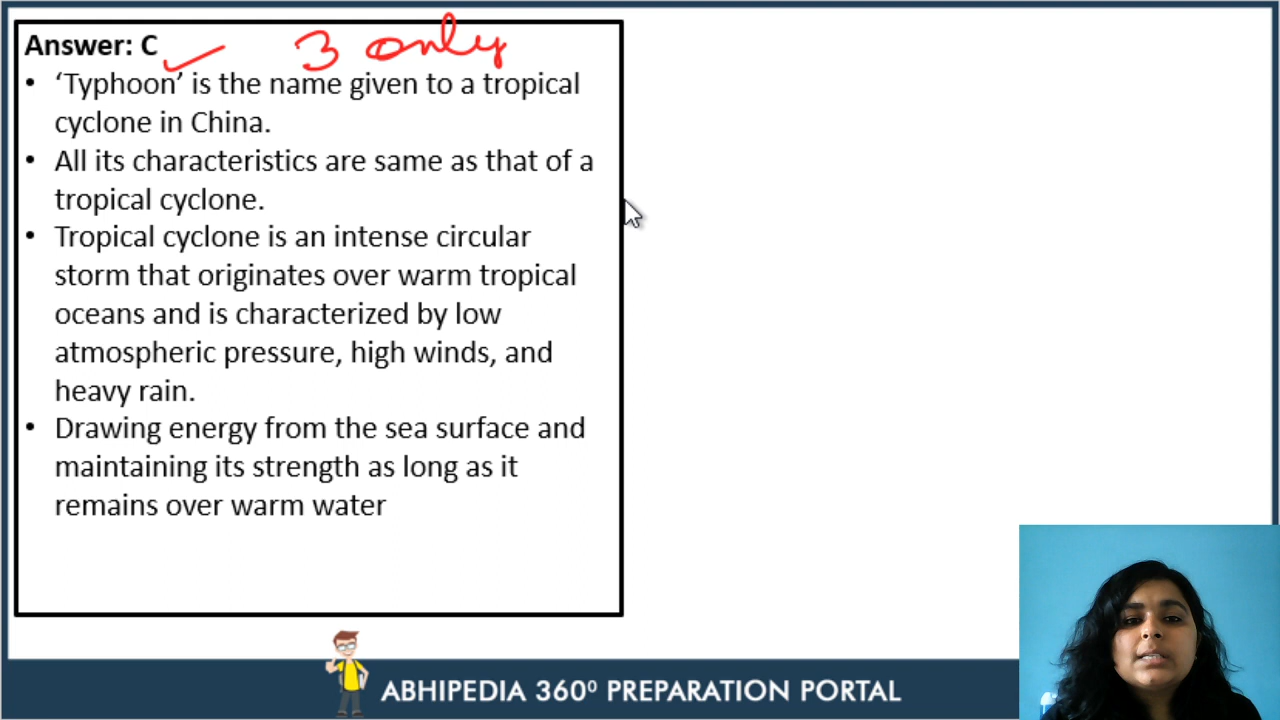 Answer: C 3 only
• ‘Typhoon’ is the name given to a tropical
cyclone in China.
• All its characteristics are same as that of a
tropical cyclone.
• Tropical cyclone is an intense circular
storm that originates over warm tropical
oceans and is characterized by low
atmospheric pressure, high winds, and
heavy rain.
• Drawing energy from the sea surface and
maintaining its strength as long as it
remains over warm water
ABHIPEDIA 360⁰ PREPARATION PORTAL